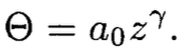 Θ = a₀z^γ.